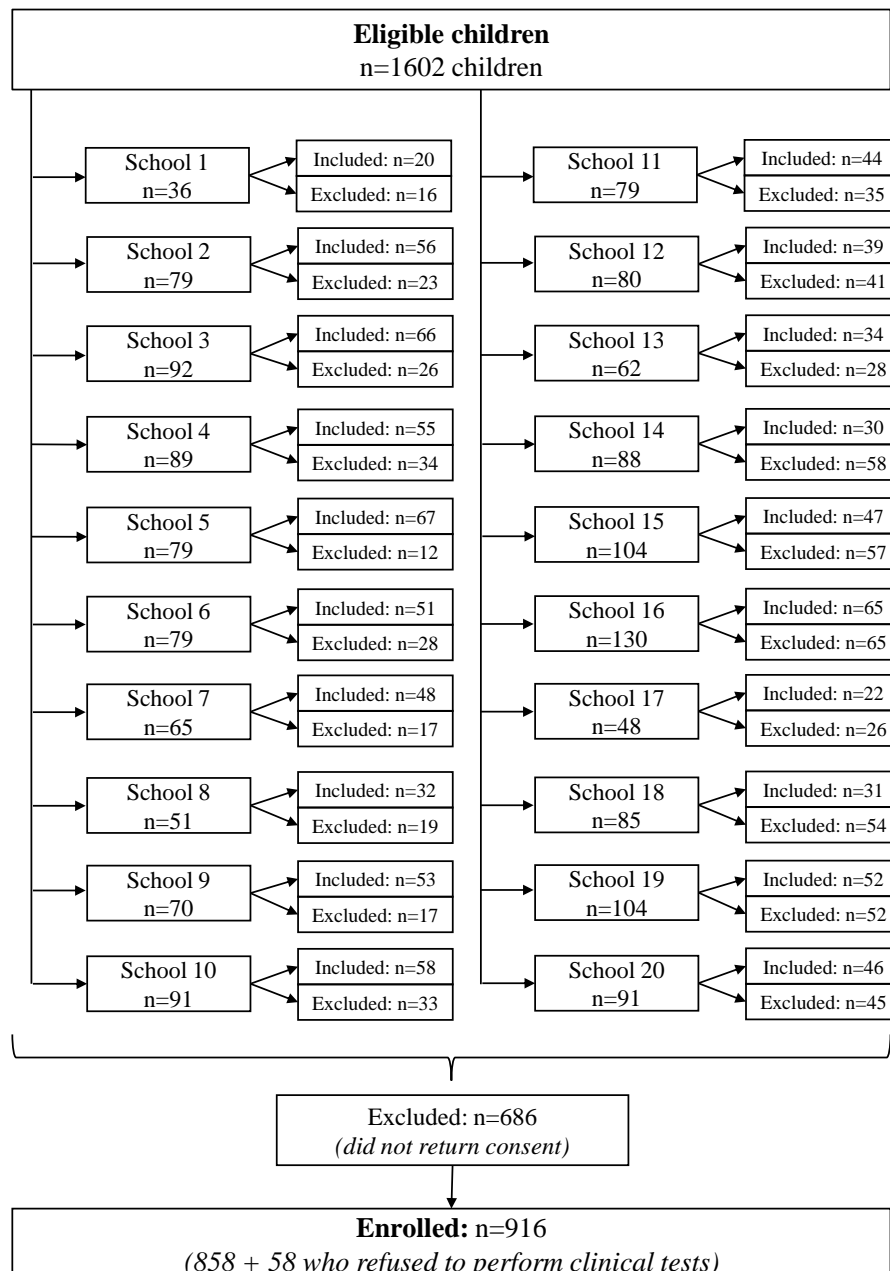 Eligible children
n=1602 children
School 1
n=36
Included: n=20
Excluded: n=16
School 2
n=79
Included: n=56
Excluded: n=23
School 3
n=92
Included: n=66
Excluded: n=26
School 4
n=89
Included: n=55
Excluded: n=34
School 5
n=79
Included: n=67
Excluded: n=12
School 6
n=79
Included: n=51
Excluded: n=28
School 7
n=65
Included: n=48
Excluded: n=17
School 8
n=51
Included: n=32
Excluded: n=19
School 9
n=70
Included: n=53
Excluded: n=17
School 10
n=91
Included: n=58
Excluded: n=33
School 11
n=79
Included: n=44
Excluded: n=35
School 12
n=80
Included: n=39
Excluded: n=41
School 13
n=62
Included: n=34
Excluded: n=28
School 14
n=88
Included: n=30
Excluded: n=58
School 15
n=104
Included: n=47
Excluded: n=57
School 16
n=130
Included: n=65
Excluded: n=65
School 17
n=48
Included: n=22
Excluded: n=26
School 18
n=85
Included: n=31
Excluded: n=54
School 19
n=104
Included: n=52
Excluded: n=52
School 20
n=91
Included: n=46
Excluded: n=45
Excluded: n=686
(did not return consent)
Enrolled: n=916
(858 + 58 who refused to perform clinical tests)